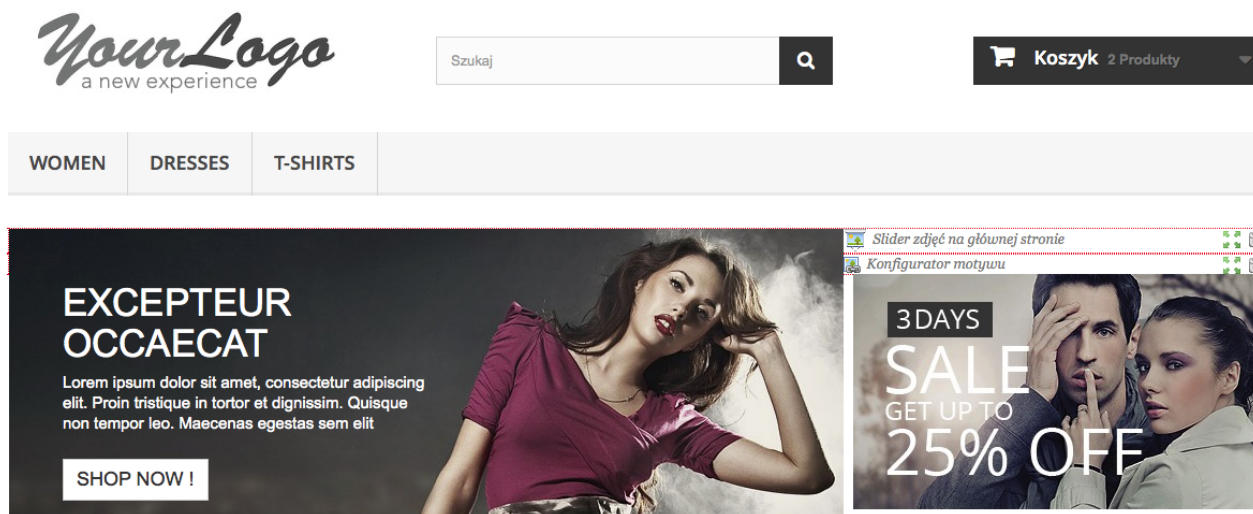 YourLogo
a new experience
Szukaj
Koszyk 2 Produkty
WOMEN DRESSES T-SHIRTS
Slider zdjęć na głównej stronie
Konfigurator motywu
EXCEPTEUR
OCCAECAT
Lorem ipsum dolor sit amet, consectetur adipiscing
elit. Proin tristique in tortor et dignissim. Quisque
non tempor leo. Maecenas egestas sem elit
SHOP NOW !
3DAYS
SALE
GET UP TO
25% OFF